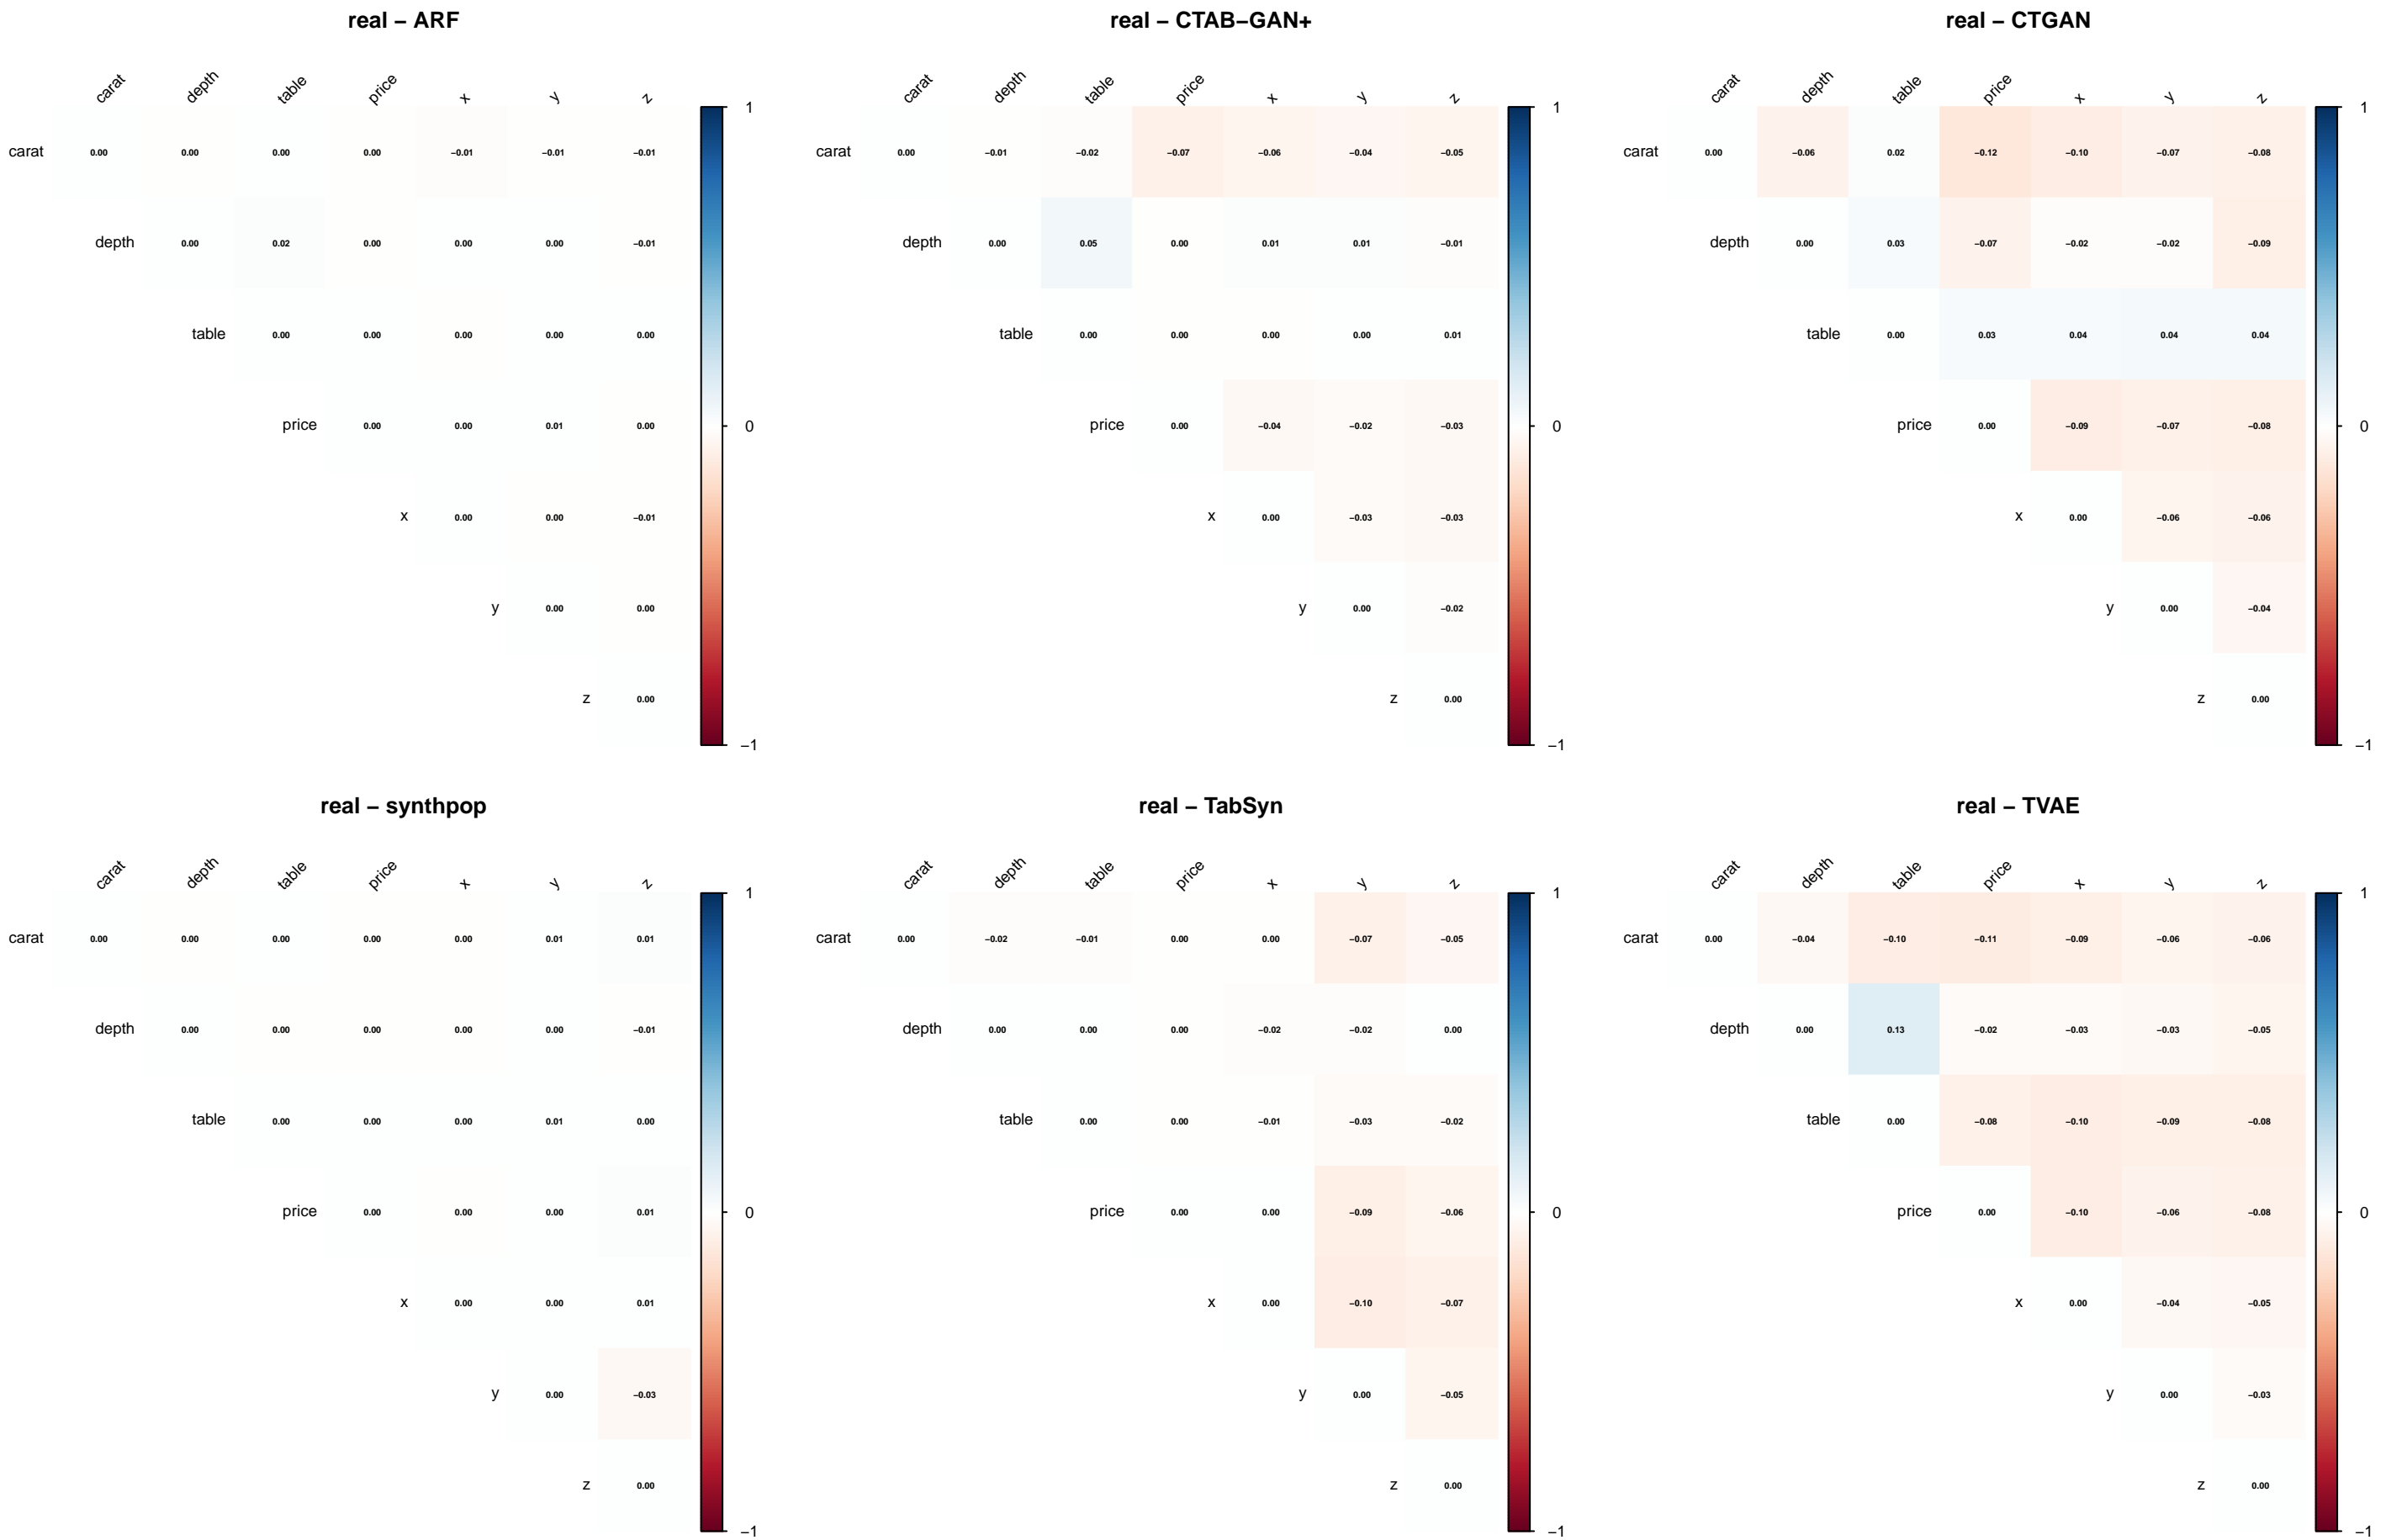 real – ARF
carat depth table price x y z
carat 0.00 0.00 0.00 0.00 −0.01 −0.01 −0.01
depth 0.00 0.02 0.00 0.00 0.00 −0.01
table 0.00 0.00 0.00 0.00 0.00
price 0.00 0.00 0.01 0.00
x 0.00 0.00 −0.01
y 0.00 0.00
z 0.00
1
0
−1
real – CTAB−GAN+
carat depth table price x y z
carat 0.00 −0.01 −0.02 −0.07 −0.06 −0.04 −0.05
depth 0.00 0.05 0.00 0.01 0.01 −0.01
table 0.00 0.00 0.00 0.00 0.01
price 0.00 −0.04 −0.02 −0.03
x 0.00 −0.03 −0.03
y 0.00 −0.02
z 0.00
1
0
−1
real – CTGAN
carat depth table price x y z
carat 0.00 −0.06 0.02 −0.12 −0.10 −0.07 −0.08
depth 0.00 0.03 −0.07 −0.02 −0.02 −0.09
table 0.00 0.03 0.04 0.04 0.04
price 0.00 −0.09 −0.07 −0.08
x 0.00 −0.06 −0.06
y 0.00 −0.04
z 0.00
1
0
−1
real – synthpop
carat depth table price x y z
carat 0.00 0.00 0.00 0.00 0.00 0.01 0.01
depth 0.00 0.00 0.00 0.00 0.00 −0.01
table 0.00 0.00 0.00 0.01 0.00
price 0.00 0.00 0.00 0.01
x 0.00 0.00 0.01
y 0.00 −0.03
z 0.00
1
0
−1
real – TabSyn
carat depth table price x y z
carat 0.00 −0.02 −0.01 0.00 0.00 −0.07 −0.05
depth 0.00 0.00 0.00 −0.02 −0.02 0.00
table 0.00 0.00 −0.01 −0.03 −0.02
price 0.00 0.00 −0.09 −0.06
x 0.00 −0.10 −0.07
y 0.00 −0.05
z 0.00
1
0
−1
real – TVAE
carat depth table price x y z
carat 0.00 −0.04 −0.10 −0.11 −0.09 −0.06 −0.06
depth 0.00 0.13 −0.02 −0.03 −0.03 −0.05
table 0.00 −0.08 −0.10 −0.09 −0.08
price 0.00 −0.10 −0.06 −0.08
x 0.00 −0.04 −0.05
y 0.00 −0.03
z 0.00
1
0
−1